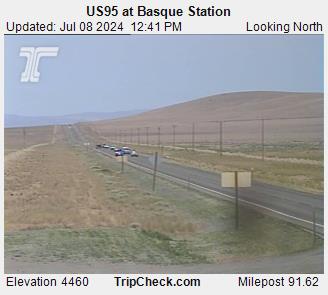 US95 at Basque Station
Updated: Jul 08 2024 12:41 PM Looking North
Elevation 4460 TripCheck.com Milepost 91.62